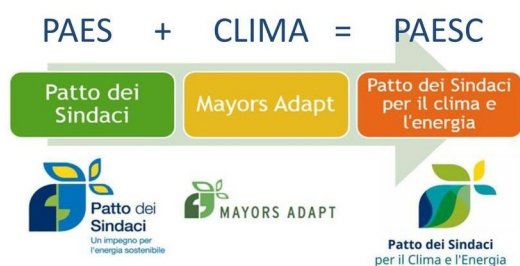 PAES + CLIMA = PAESC
Patto dei
Sindaci
Mayors Adapt
Patto dei Sindaci
per il clima e
l'energia
Patto dei
Sindaci
Un impegno per
l'energia sostenibile
MAYORS ADAPT
Patto dei Sindaci
per il Clima e l'Energia